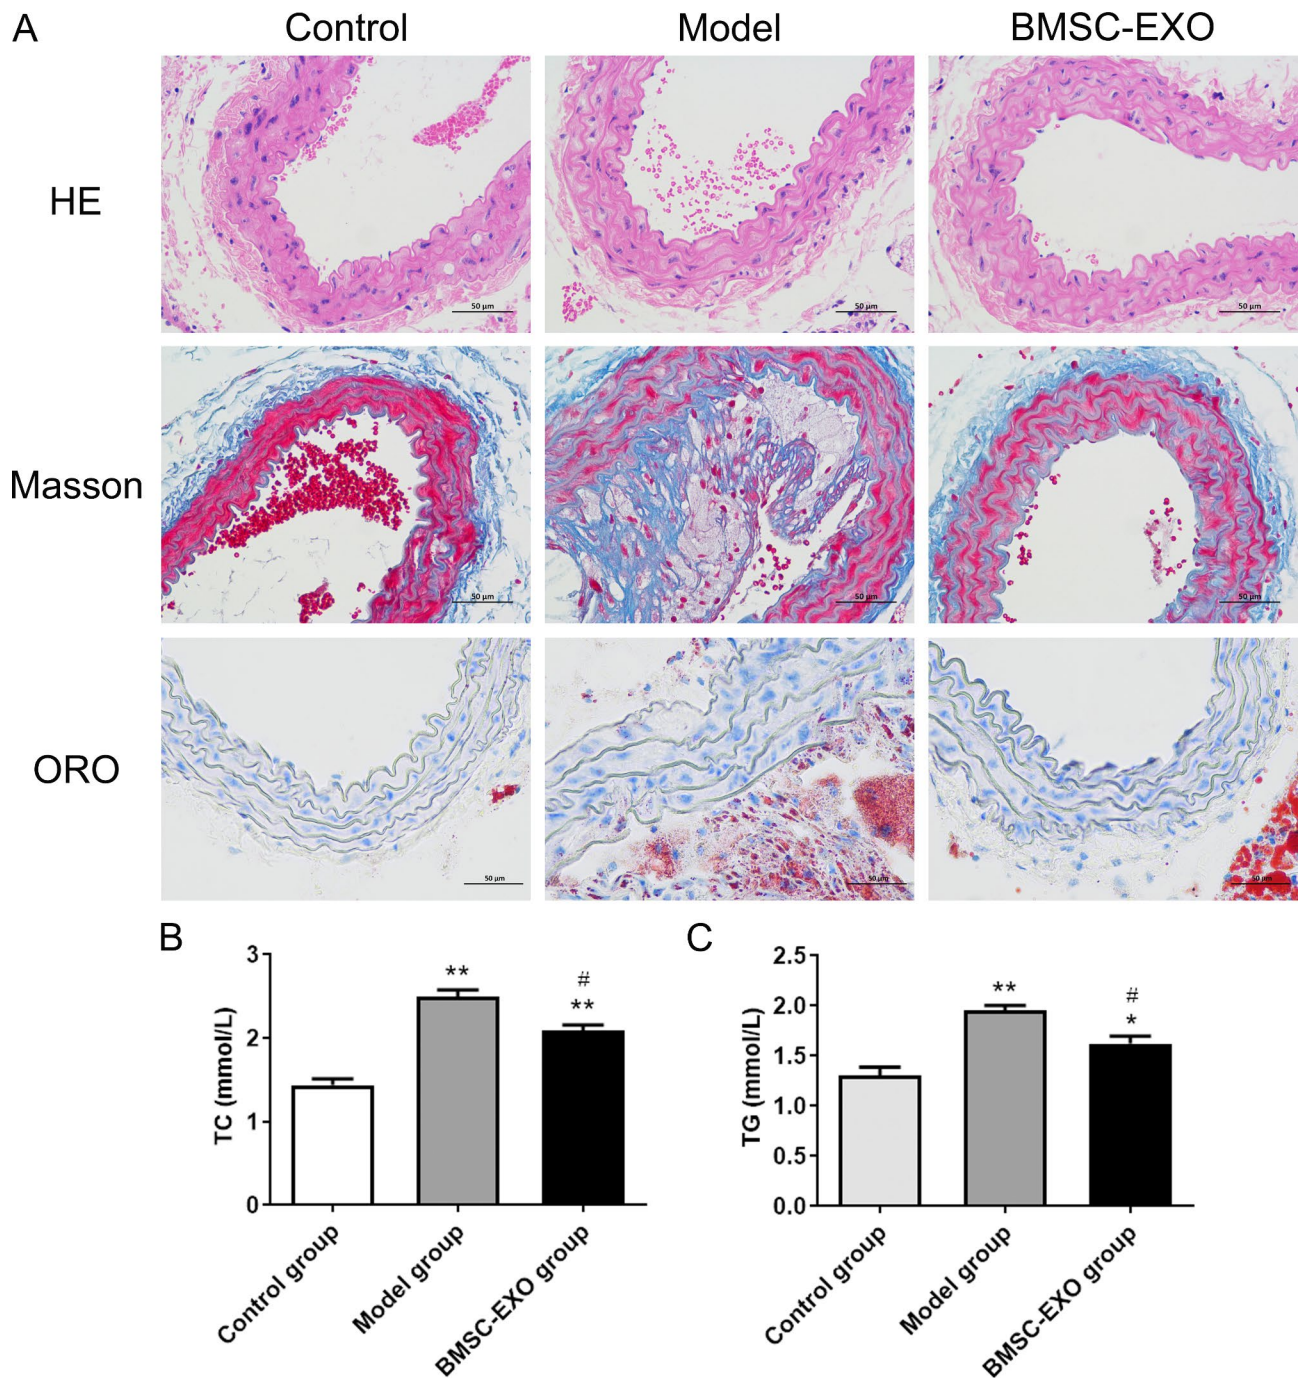 A
Control
Model
BMSC-EXO
HE
50 µm
50 µm
50 µm
Masson
50 µm
50 µm
50 µm
ORO
50 µm
50 µm
50 µm
B
TC (mmol/L)
3
2
1
0
**
#
**
Control group
Model group
BMSC-EXO group
C
TG (mmol/L)
2.5
2.0
1.5
1.0
0.5
0.0
**
#
*
Control group
Model group
BMSC-EXO group